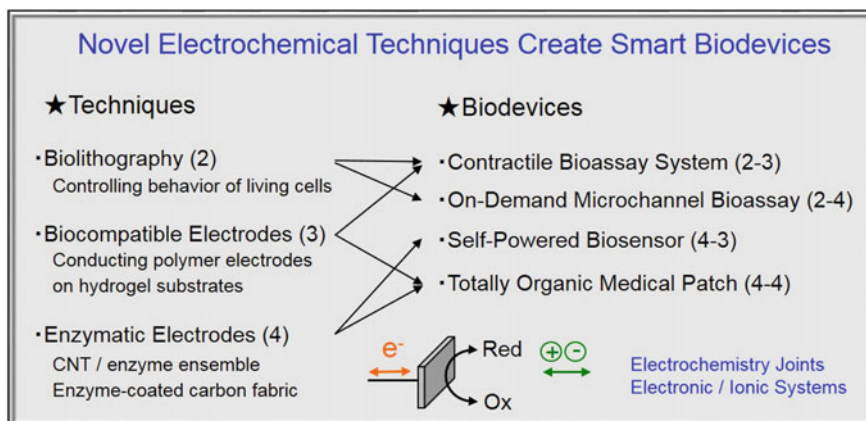 Novel Electrochemical Techniques Create Smart Biodevices
★Techniques
・Biolithography (2)
Controlling behavior of living cells
・Biocompatible Electrodes (3)
Conducting polymer electrodes
on hydrogel substrates
・Enzymatic Electrodes (4)
CNT / enzyme ensemble
Enzyme-coated carbon fabric
★Biodevices
・Contractile Bioassay System (2-3)
・On-Demand Microchannel Bioassay (2-4)
・Self-Powered Biosensor (4-3)
・Totally Organic Medical Patch (4-4)
e-
Red
Ox
+ -
Electrochemistry Joints
Electronic / Ionic Systems